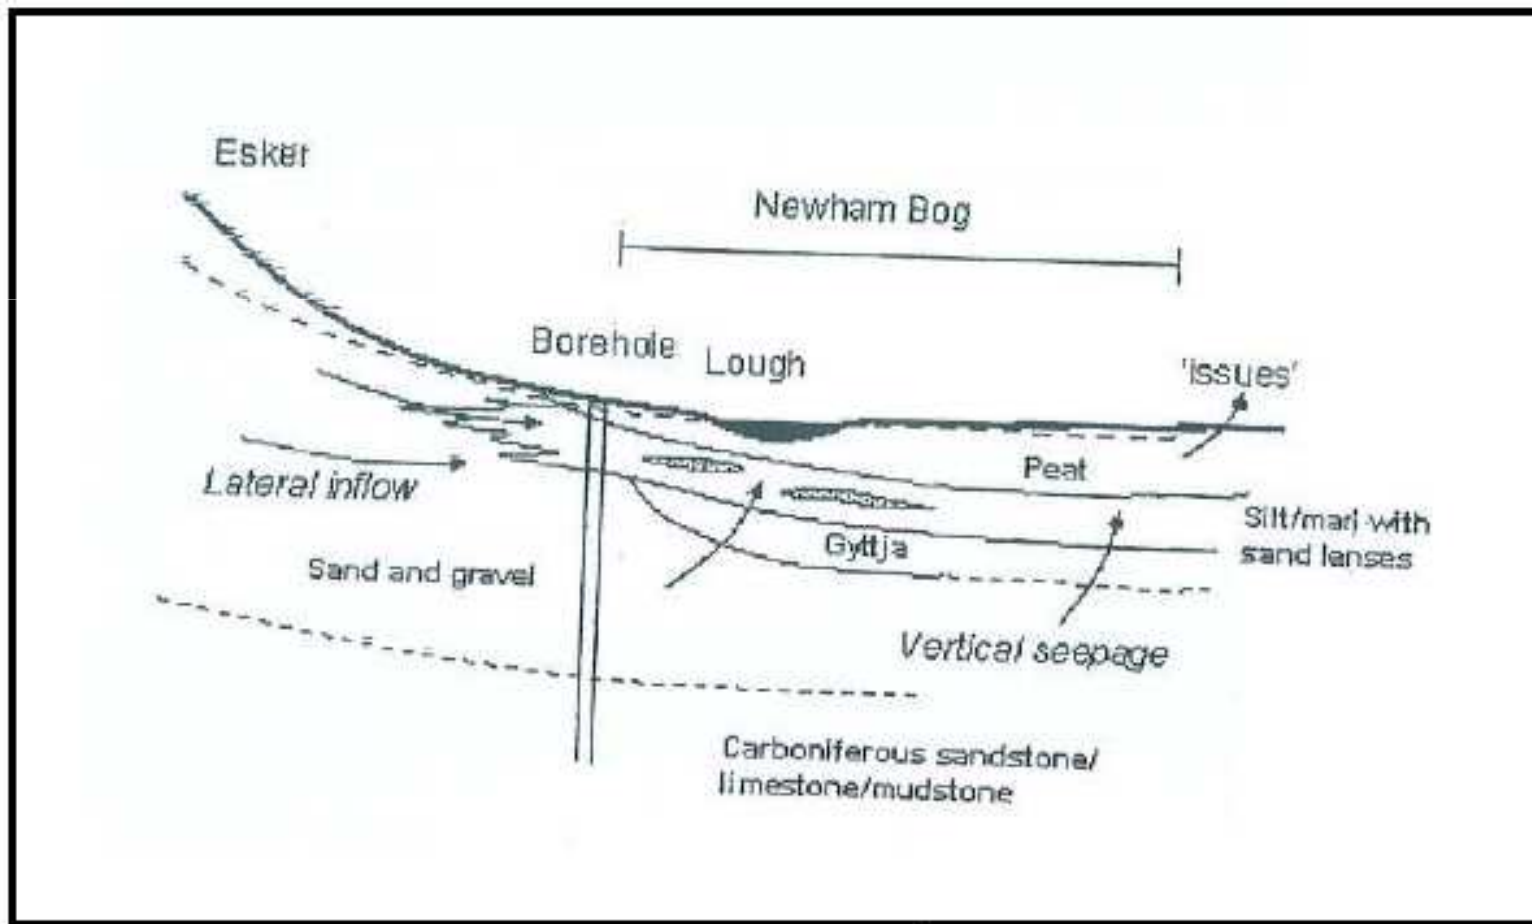 Esker
Newham Bog
Borehole
Lough
'issues'
Peat
Lateral inflow
Silt/marl with
sand lenses
Gyttja
Sand and gravel
Vertical seepage
Carboniferous sandstone/
limestone/mudstone